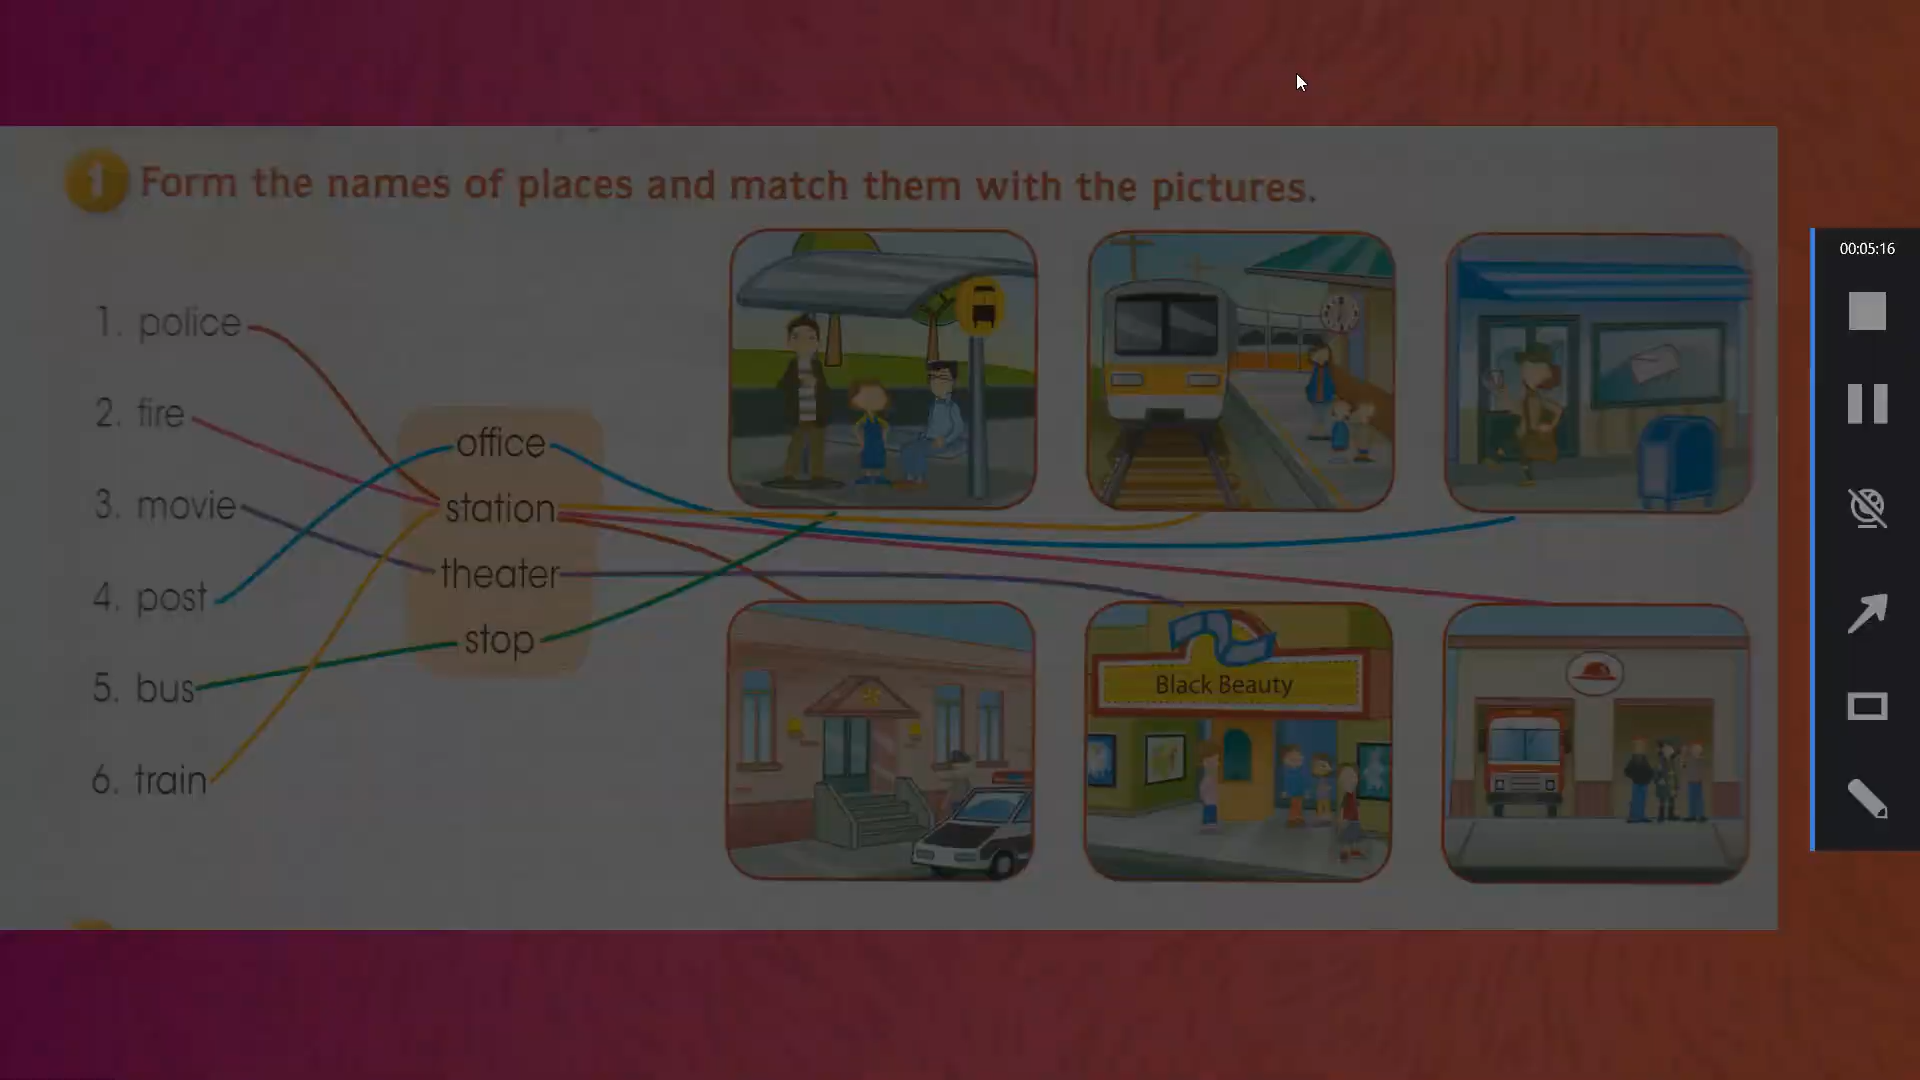 1 Form the names of places and match them with the pictures.
1. police
2. fire
3. movie
4. post
5. bus
6. train
office
station
theater
stop
Black Beauty
00:05:16